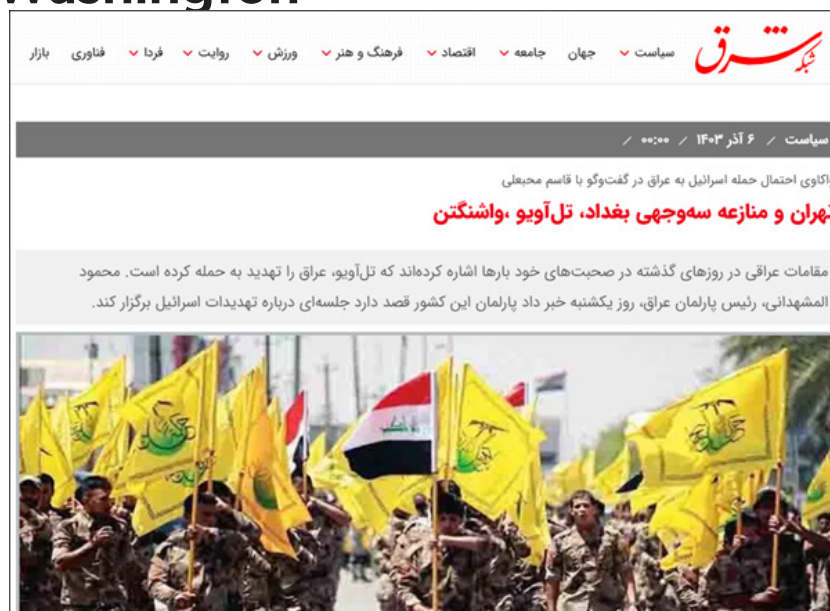 Washington
شبکه شرق
سیاست جهان جامعه اقتصاد فرهنگ و هنر ورزش روایت فردا فناوری بازار
سیاست / ۶ آذر ۱۴۰۳ / ۰۰:۰۰ /
واکاوی احتمال حمله اسرائیل به عراق در گفت‌وگو با قاسم محبعلی
تهران و منازعه سه‌وجهی بغداد، تل‌آویو ،واشنگتن
مقامات عراقی در روزهای گذشته در صحبت‌های خود بارها اشاره کرده‌اند که تل‌آویو، عراق را تهدید به حمله کرده است. محمود
المشهدانی، رئیس پارلمان عراق، روز یکشنبه خبر داد پارلمان این کشور قصد دارد جلسه‌ای درباره تهدیدات اسرائیل برگزار کند.